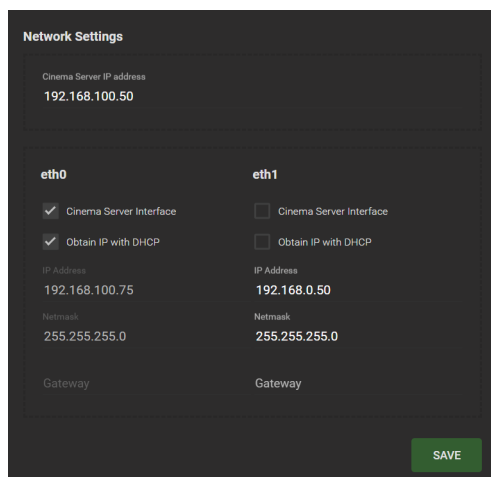 Network Settings
Cinema Server IP address
192.168.100.50
eth0
Cinema Server Interface
Obtain IP with DHCP
IP Address
192.168.100.75
Netmask
255.255.255.0
Gateway
eth1
Cinema Server Interface
Obtain IP with DHCP
IP Address
192.168.0.50
Netmask
255.255.255.0
Gateway
SAVE